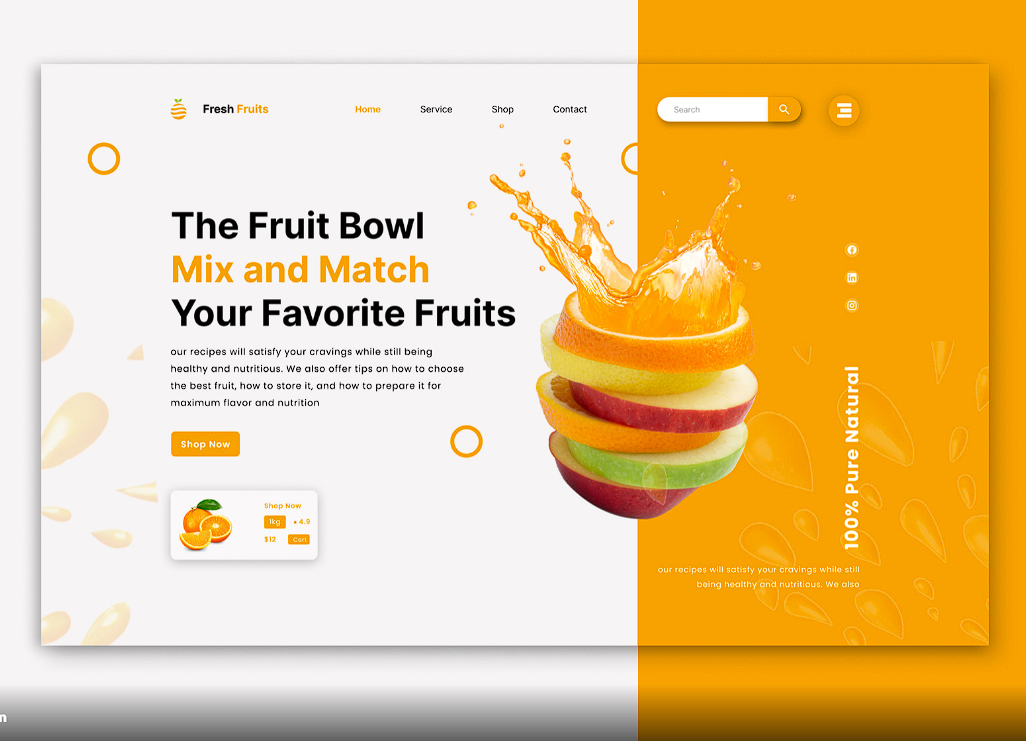 Fresh Fruits
Home Service Shop Contact
Search
The Fruit Bowl
Mix and Match
Your Favorite Fruits
our recipes will satisfy your cravings while still being
healthy and nutritious. We also offer tips on how to choose
the best fruit, how to store it, and how to prepare it for
maximum flavor and nutrition
Shop Now
Shop Now
1kg 4.9
$12 Cart
100% Pure Natural
our recipes will satisfy your cravings while still
being healthy and nutritious. We also